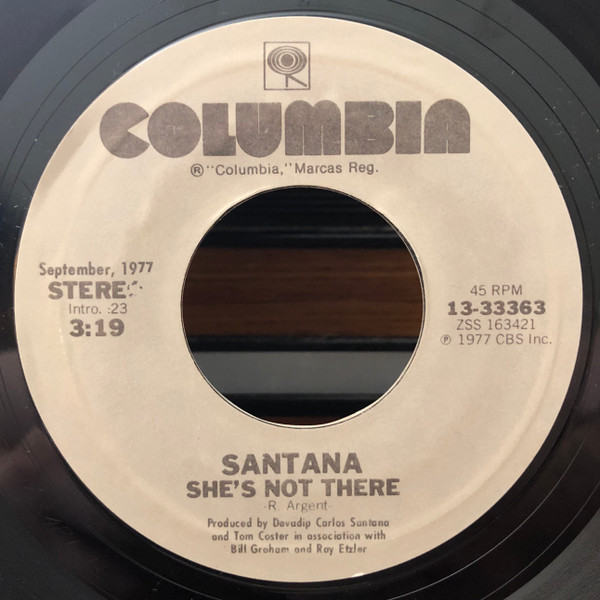 COLUMBIA
®"Columbia," Marcas Reg.
September, 1977
STEREO
Intro. :23
3:19
45 RPM
13-33363
ZSS 163421
℗ 1977 CBS Inc.
SANTANA
SHE'S NOT THERE
-R. Argent-
Produced by Devadip Carlos Santana
and Tom Coster in association with
Bill Graham and Ray Etzler